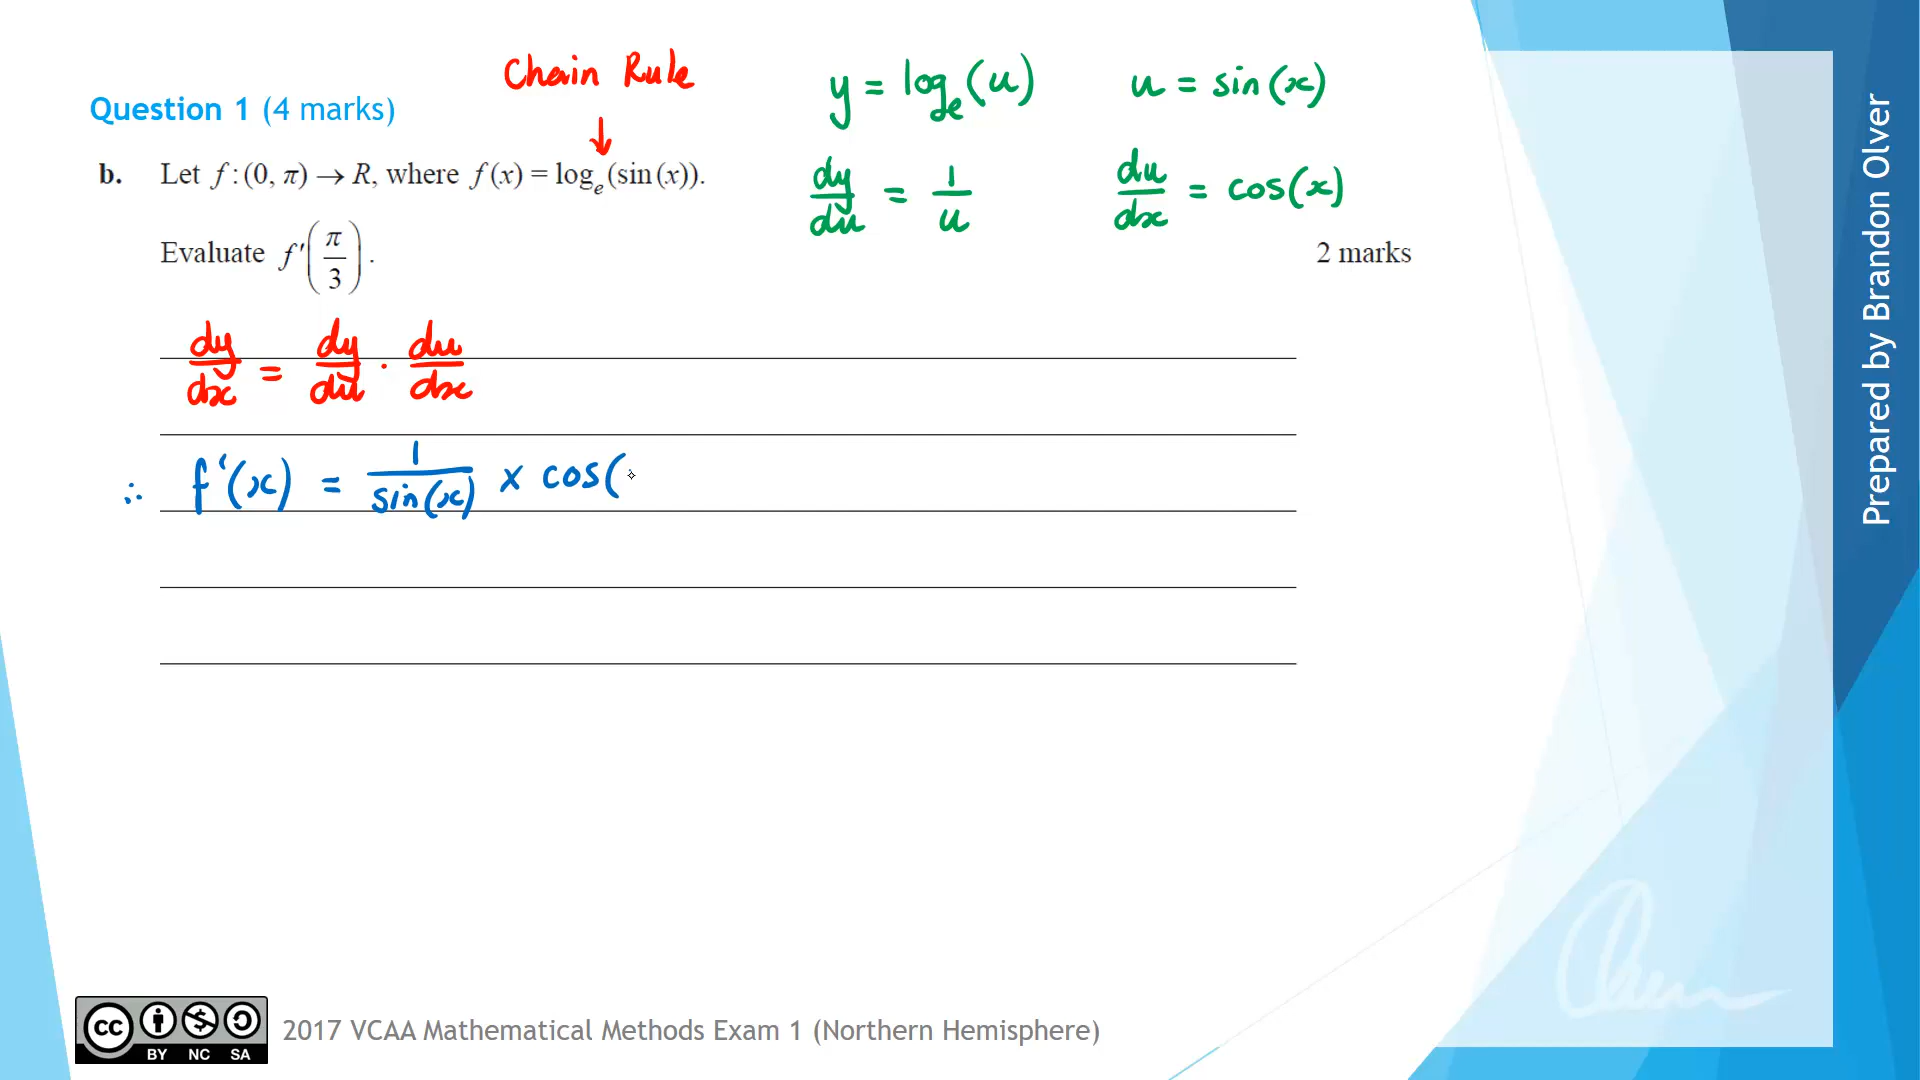 Chain Rule
↓
y = logₑ(u)
u = sin(x)
Question 1 (4 marks)
b. Let f : (0, π) → R, where f(x) = logₑ(sin(x)).
dy/du = 1/u
du/dx = cos(x)
Evaluate f′(π/3).
2 marks
dy/dx = dy/du · du/dx
∴ f'(x) = 1/sin(x) × cos(
Prepared by Brandon Olver
cc BY NC SA
2017 VCAA Mathematical Methods Exam 1 (Northern Hemisphere)